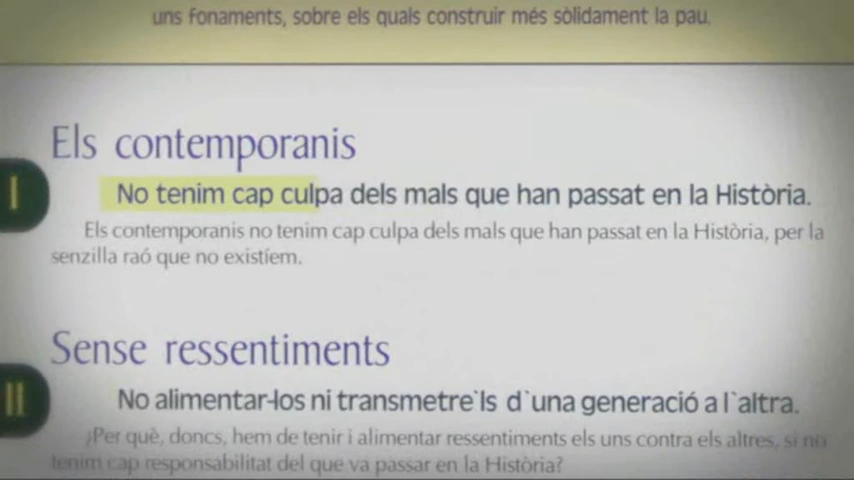 uns fonaments, sobre els quals construir més sòlidament la pau.
Els contemporanis
I
No tenim cap culpa dels mals que han passat en la Història.
Els contemporanis no tenim cap culpa dels mals que han passat en la Història, per la
senzilla raó que no existíem.
Sense ressentiments
II
No alimentar-los ni transmetre`ls d`una generació a l`altra.
¿Per què, doncs, hem de tenir i alimentar ressentiments els uns contra els altres, si no
tenim cap responsabilitat del que va passar en la Història?